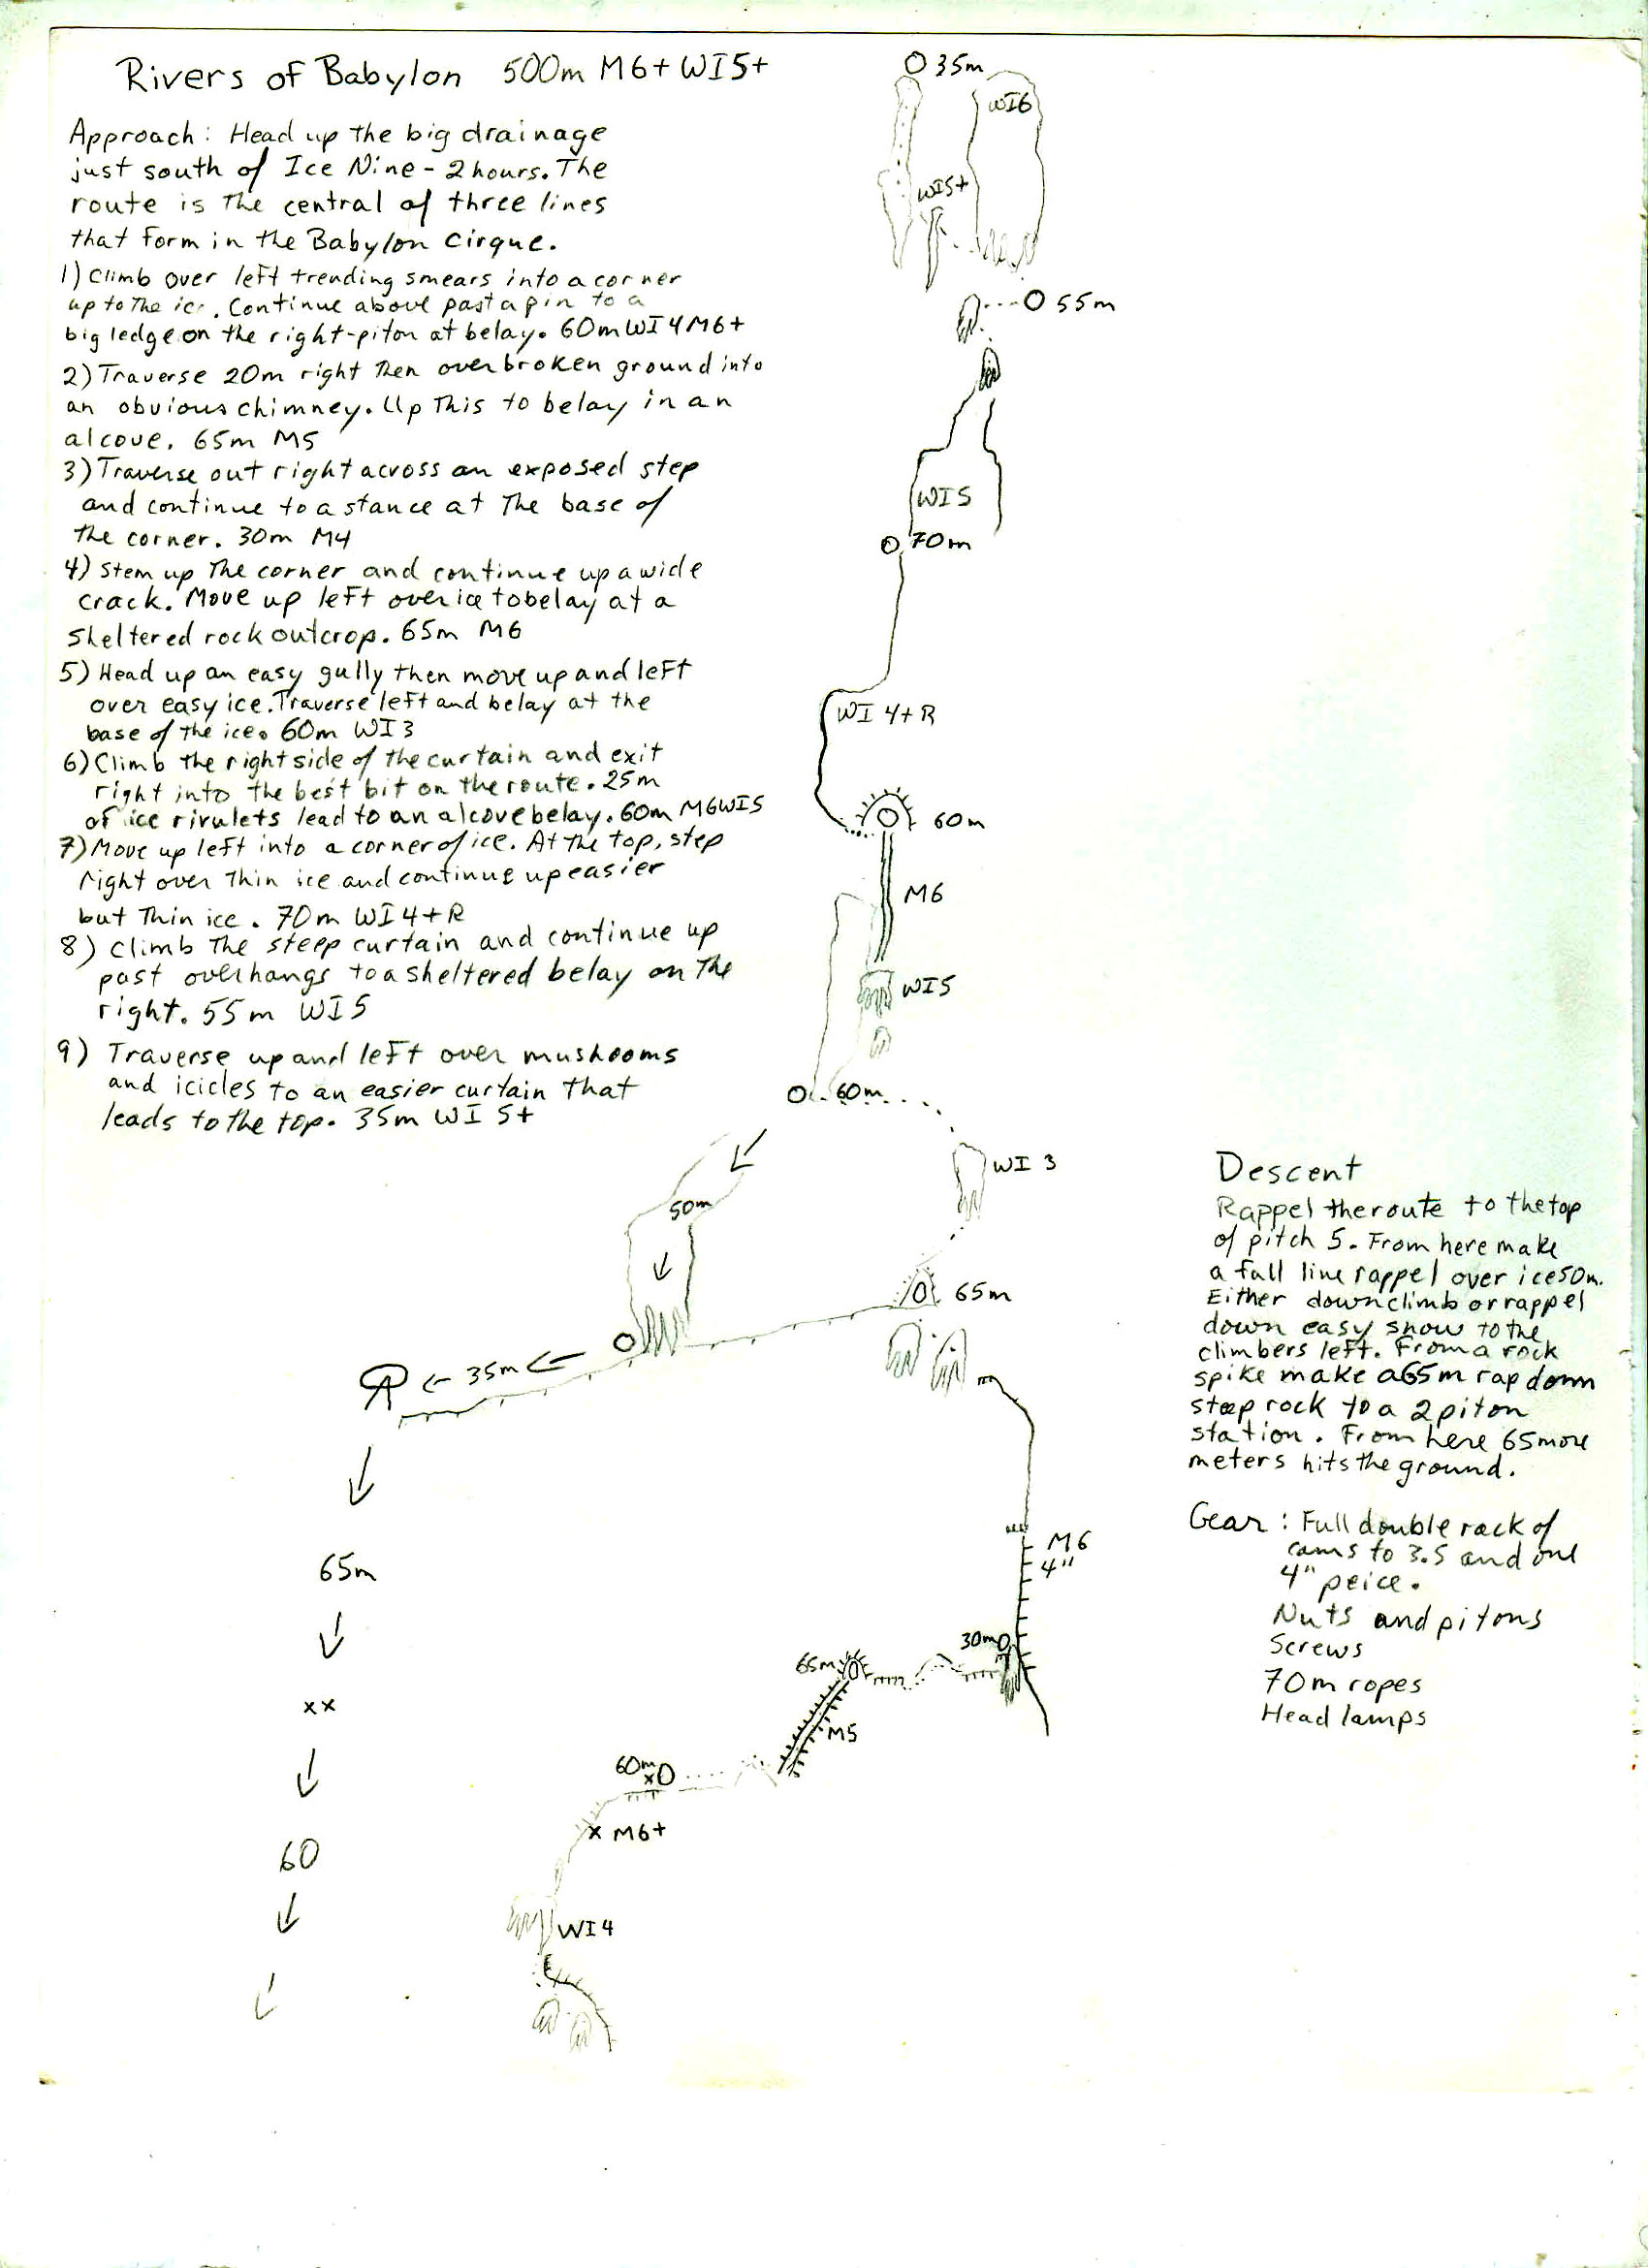 Rivers of Babylon 500m M6+ WI5+
Approach: Head up the big drainage
just south of Ice Nine - 2 hours. The
route is the central of three lines
that form in the Babylon Cirque.
1) Climb over left trending smears into a corner
up to the ice. Continue above past a pin to a
big ledge on the right-piton at belay. 60m WI4 M6+
2) Traverse 20m right then over broken ground into
an obvious chimney. Up this to belay in an
alcove. 65m M5
3) Traverse out right across an exposed step
and continue to a stance at the base of
the corner. 30m M4
4) Stem up the corner and continue up a wide
crack. Move up left over ice to belay at a
sheltered rock outcrop. 65m M6
5) Head up an easy gully then move up and left
over easy ice. Traverse left and belay at the
base of the ice. 60m WI3
6) Climb the right side of the curtain and exit
right into the best bit on the route. 25m
of ice rivulets lead to an alcove belay. 60m M6 WI5
7) Move up left into a corner of ice. At the top, step
right over thin ice and continue up easier
but thin ice. 70m WI4+R
8) Climb the steep curtain and continue up
past overhangs to a sheltered belay on the
right. 55m WI5
9) Traverse up and left over mushooms
and icicles to an easier curtain that
leads to the top. 35m WI 5+
35m
WI6
WI5+
55m
WI5
70m
WI 4+R
60m
M6
WI5
60m
WI 3
50m
65m
35m
M6
4"
30m
65m
M5
60m
x
x M6+
WI4
65m
xx
60
Descent
Rappel the route to the top
of pitch 5. From here make
a fall line rappel over ice 50m.
Either downclimb or rappel
down easy snow to the
climbers left. From a rock
spike make a 65m rap down
steep rock to a 2 piton
station. From here 65 more
meters hits the ground.
Gear: Full double rack of
cams to 3.5 and one
4" peice.
Nuts and pitons
Screws
70m ropes
Head lamps